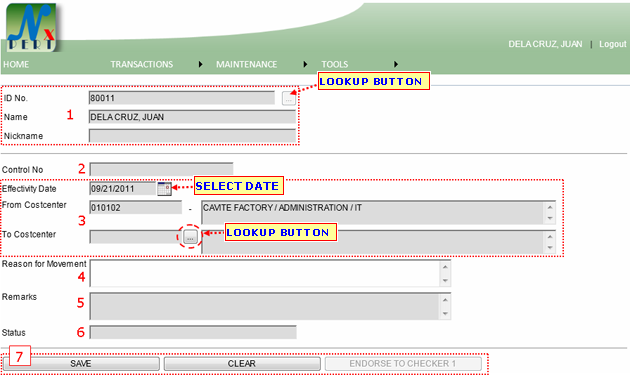 Nx
PERT
DELA CRUZ, JUAN | Logout
HOME TRANSACTIONS MAINTENANCE TOOLS
LOOKUP BUTTON
ID No. 80011 ...
1 Name DELA CRUZ, JUAN
Nickname
Control No 2
Effectivity Date 09/21/2011 SELECT DATE
From Costcenter 010102 - CAVITE FACTORY / ADMINISTRATION / IT
3
To Costcenter ... LOOKUP BUTTON
Reason for Movement
4
Remarks 5
Status 6
7 SAVE CLEAR ENDORSE TO CHECKER 1